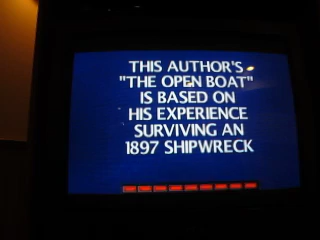 THIS AUTHOR'S
"THE OPEN BOAT"
IS BASED ON
HIS EXPERIENCE
SURVIVING AN
1897 SHIPWRECK